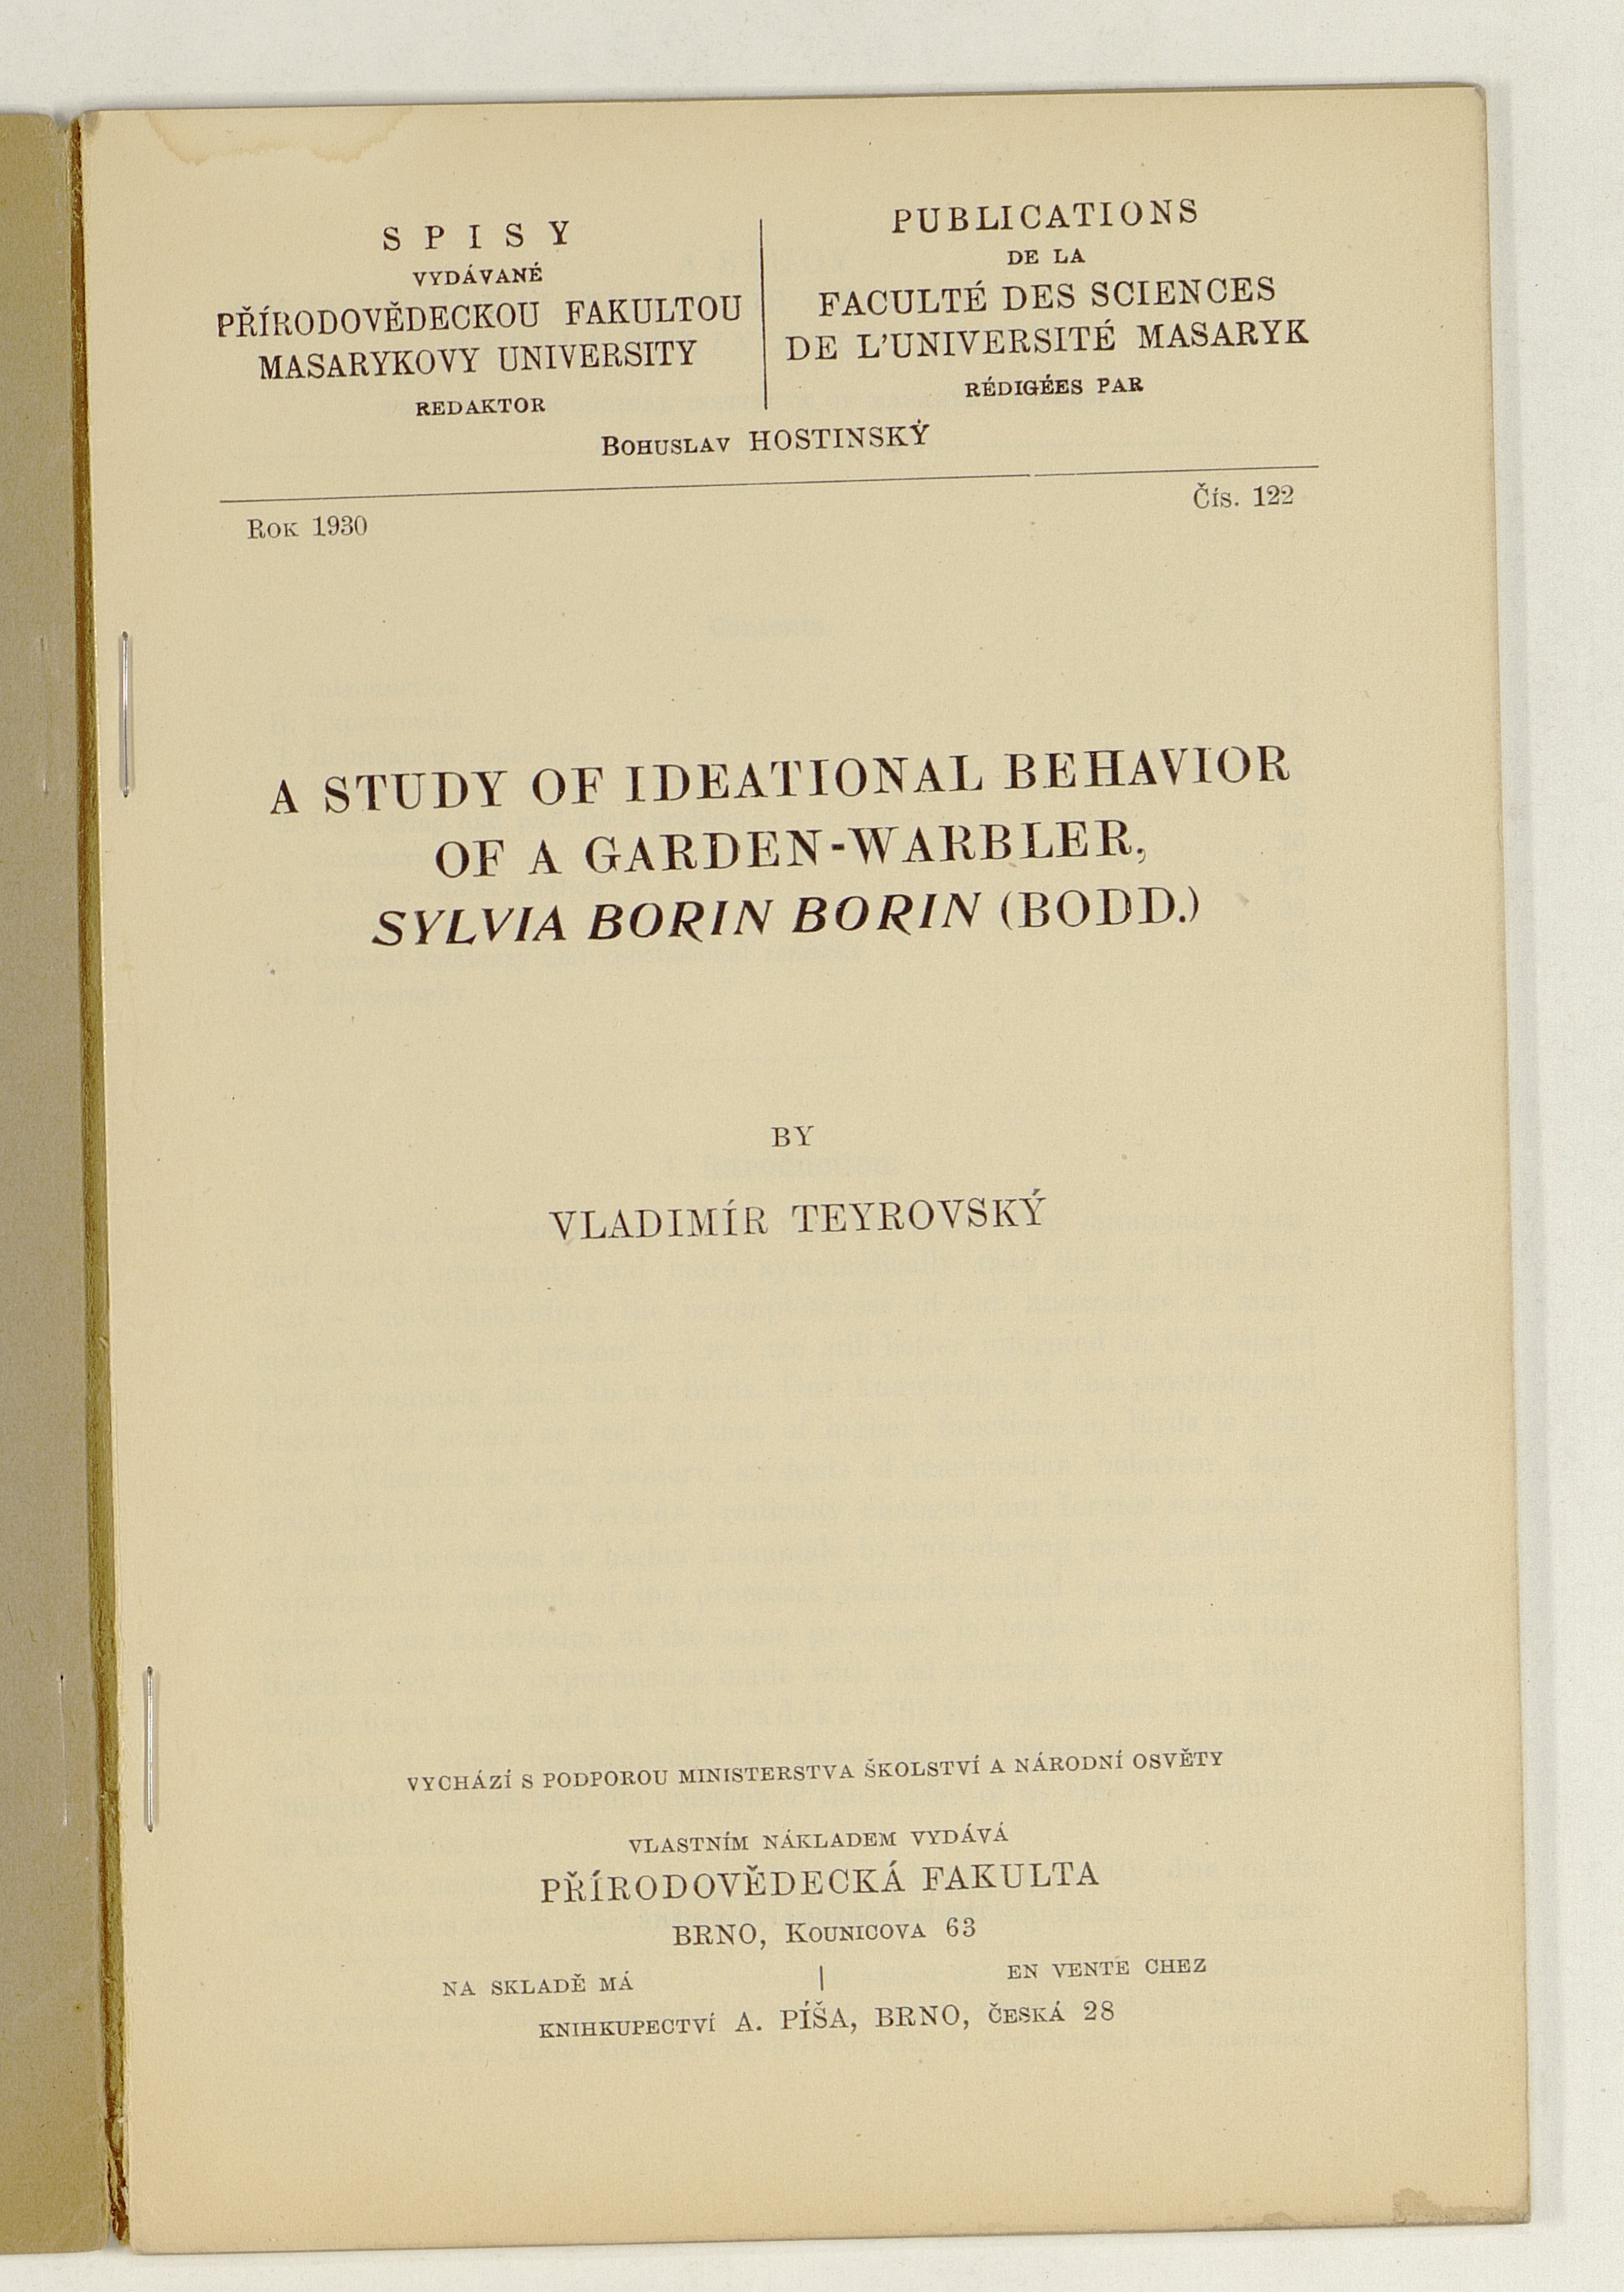 SPISY
VYDÁVANÉ
PŘÍRODOVĚDECKOU FAKULTOU
MASARYKOVY UNIVERSITY
REDAKTOR
PUBLICATIONS
DE LA
FACULTÉ DES SCIENCES
DE L'UNIVERSITÉ MASARYK
RÉDIGÉES PAR
BOHUSLAV HOSTINSKÝ
ROK 1930
ČÍS. 122
A STUDY OF IDEATIONAL BEHAVIOR
OF A GARDEN-WARBLER,
SYLVIA BORIN BORIN (BODD.)
BY
VLADIMÍR TEYROVSKÝ
VYCHÁZÍ S PODPOROU MINISTERSTVA ŠKOLSTVÍ A NÁRODNÍ OSVĚTY
VLASTNÍM NÁKLADEM VYDÁVÁ
PŘÍRODOVĚDECKÁ FAKULTA
BRNO, KOUNICOVA 63
NA SKLADĚ MÁ
EN VENTE CHEZ
KNIHKUPECTVÍ A. PÍŠA, BRNO, ČESKÁ 28